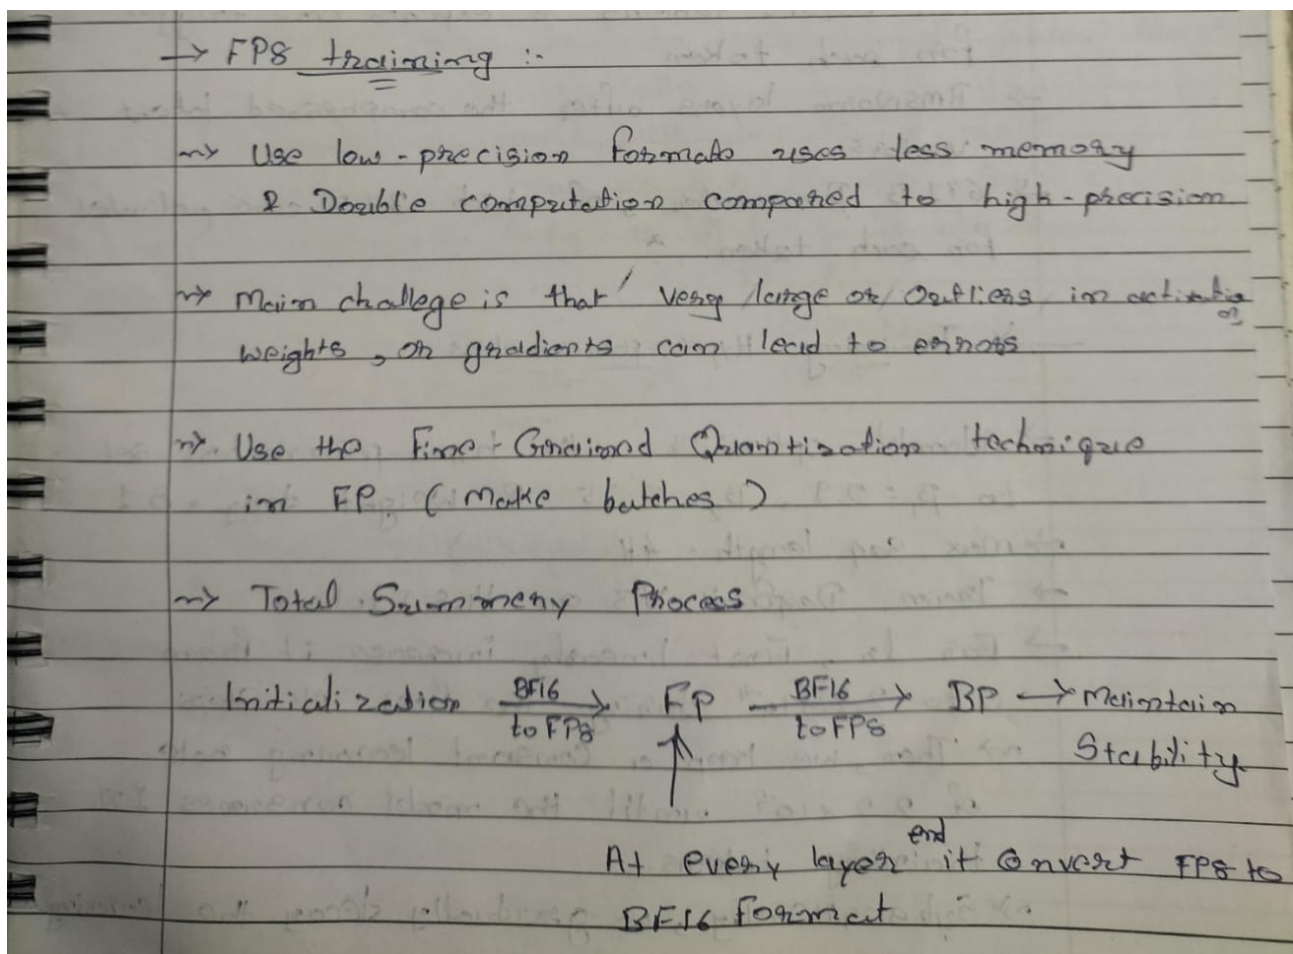 → FP8 training :-
~> Use low-precision formats uses less memory
& Double computation compared to high-precision
~> Main challege is that very large or Outliers in activation
weights, or gradients can lead to errors
~> Use the Fine-Grained Quantization technique
in FP. (Make batches)
~> Total Summery Process
Initialization BF16 to FP8 → FP BF16 to FP8 → BP → Maintain
Stability
↑
At every layer end it Convert FP8 to
BF16 Format